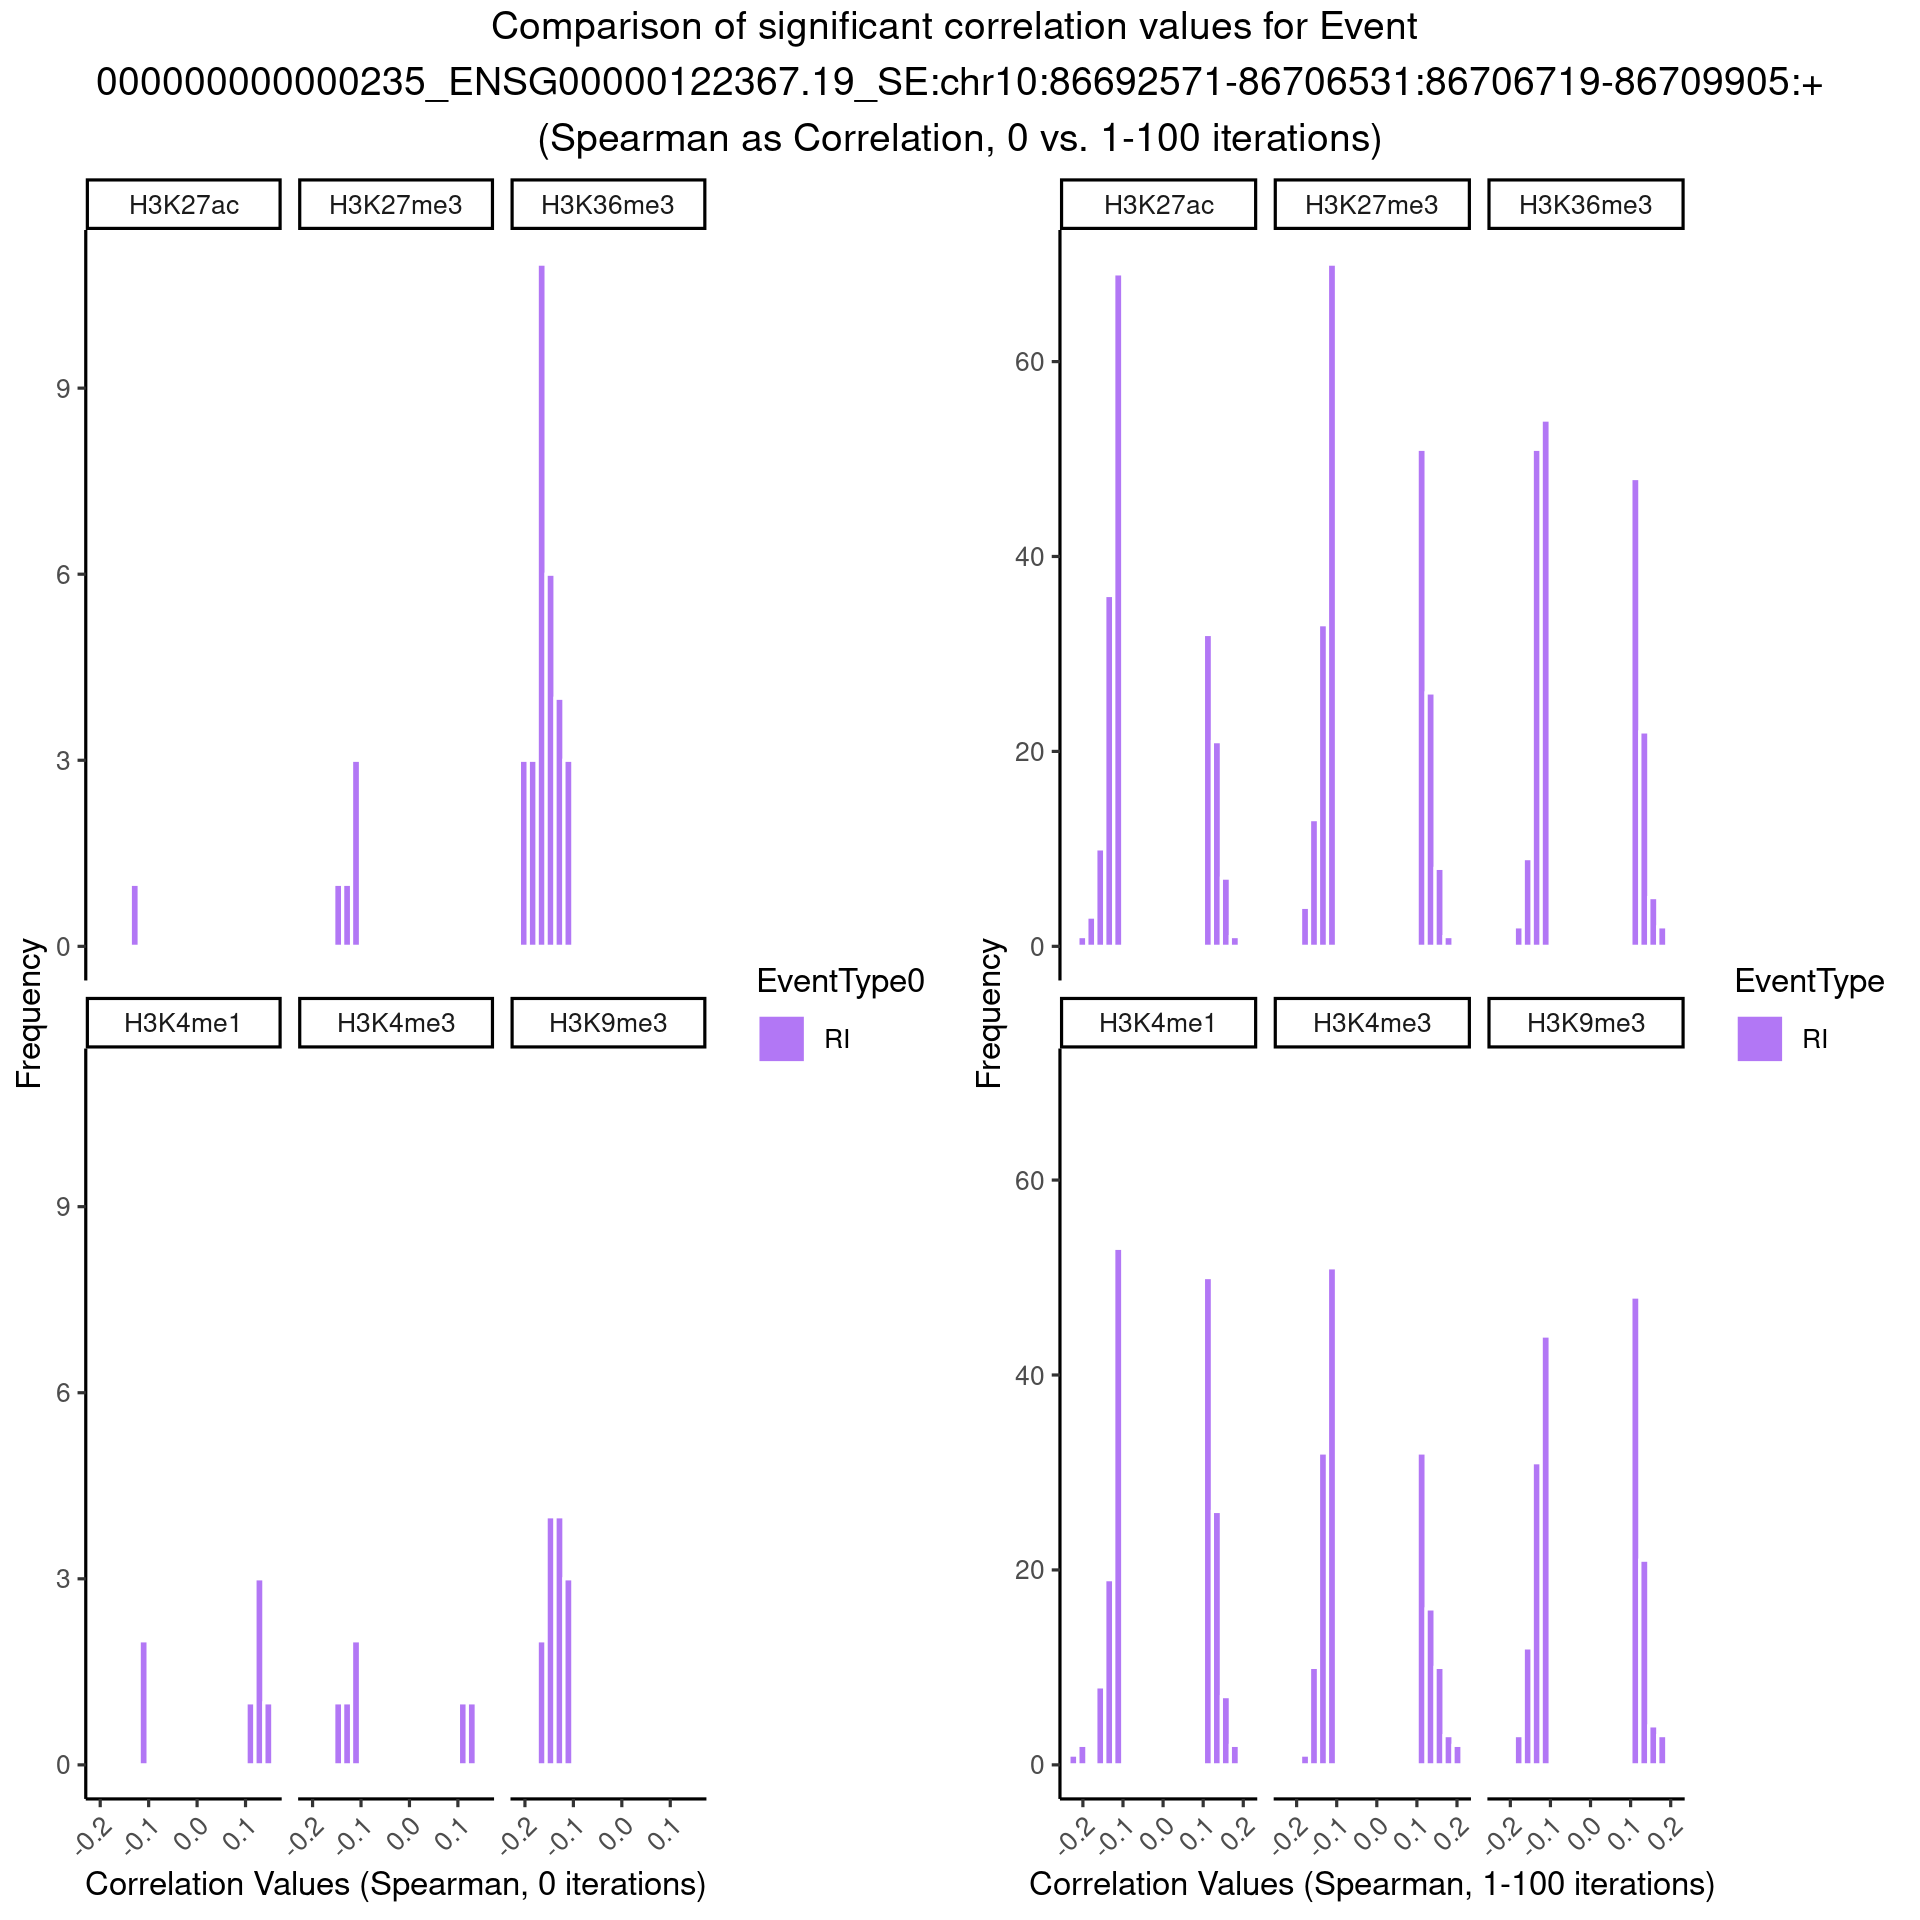 Comparison of significant correlation values for Event
000000000000235_ENSG00000122367.19_SE:chr10:86692571-86706531:86706719-86709905:+
(Spearman as Correlation, 0 vs. 1-100 iterations)
H3K27ac H3K27me3 H3K36me3
9
6
3
0
H3K4me1 H3K4me3 H3K9me3
9
6
3
0
-0.2 -0.1 0.0 0.1 -0.2 -0.1 0.0 0.1 -0.2 -0.1 0.0 0.1
Frequency
Correlation Values (Spearman, 0 iterations)
EventType0
RI
H3K27ac H3K27me3 H3K36me3
60
40
20
0
H3K4me1 H3K4me3 H3K9me3
60
40
20
0
-0.2 -0.1 0.0 0.1 0.2 -0.2 -0.1 0.0 0.1 0.2 -0.2 -0.1 0.0 0.1 0.2
Frequency
Correlation Values (Spearman, 1-100 iterations)
EventType
RI